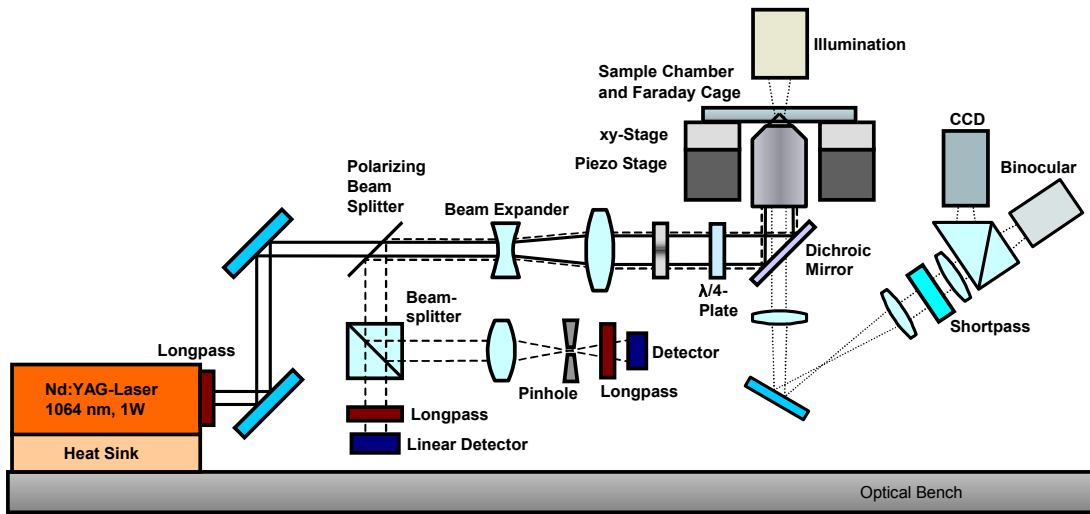 Illumination
Sample Chamber
and Faraday Cage
CCD
xy-Stage
Binocular
Piezo Stage
Polarizing
Beam
Splitter
Beam Expander
Dichroic
Mirror
λ/4-
Plate
Beam-
splitter
Shortpass
Longpass
Detector
Nd:YAG-Laser
1064 nm, 1W
Pinhole
Longpass
Longpass
Linear Detector
Heat Sink
Optical Bench